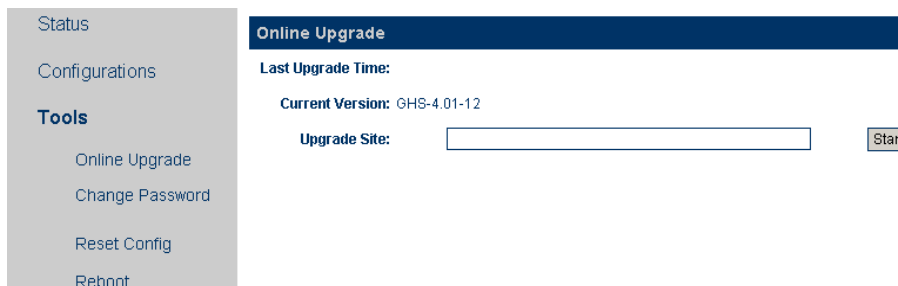 Status
Configurations
Tools
Online Upgrade
Change Password
Reset Config
Reboot
Online Upgrade
Last Upgrade Time:
Current Version: GHS-4.01-12
Upgrade Site:
Star